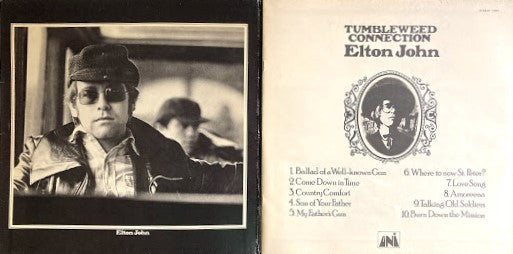 Elton John
TUMBLEWEED
CONNECTION
Elton John
1. Ballad of a Well-known Gun
2. Come Down in Time
3. Country Comfort
4. Son of Your Father
5. My Father's Gun
6. Where to now St. Peter?
7. Love Song
8. Amoreena
9. Talking Old Soldiers
10. Burn Down the Mission
UNI